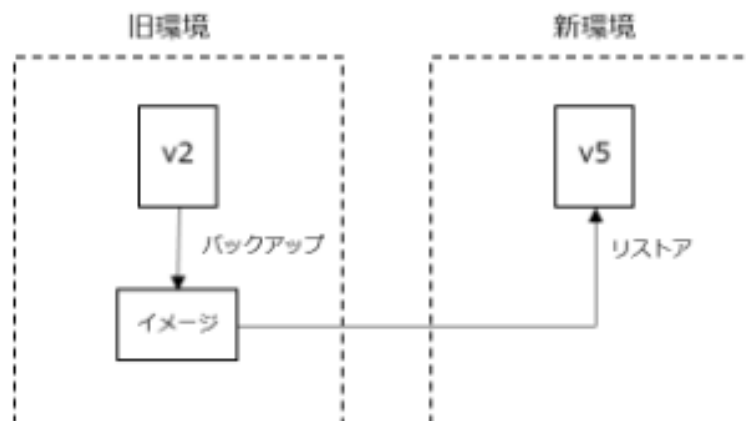 旧環境
新環境
v2
v5
バックアップ
リストア
イメージ